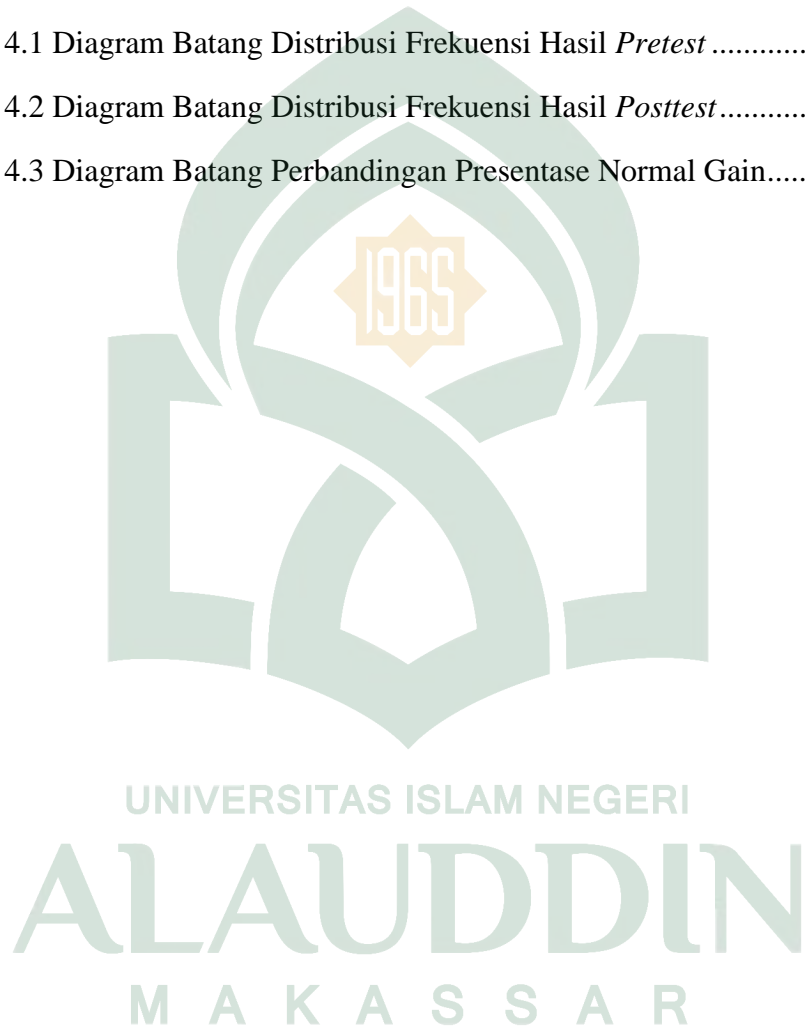 4.1 Diagram Batang Distribusi Frekuensi Hasil Pretest ............
4.2 Diagram Batang Distribusi Frekuensi Hasil Posttest...........
4.3 Diagram Batang Perbandingan Presentase Normal Gain.....
1965
UNIVERSITAS ISLAM NEGERI
ALAUDDIN
MAKASSAR